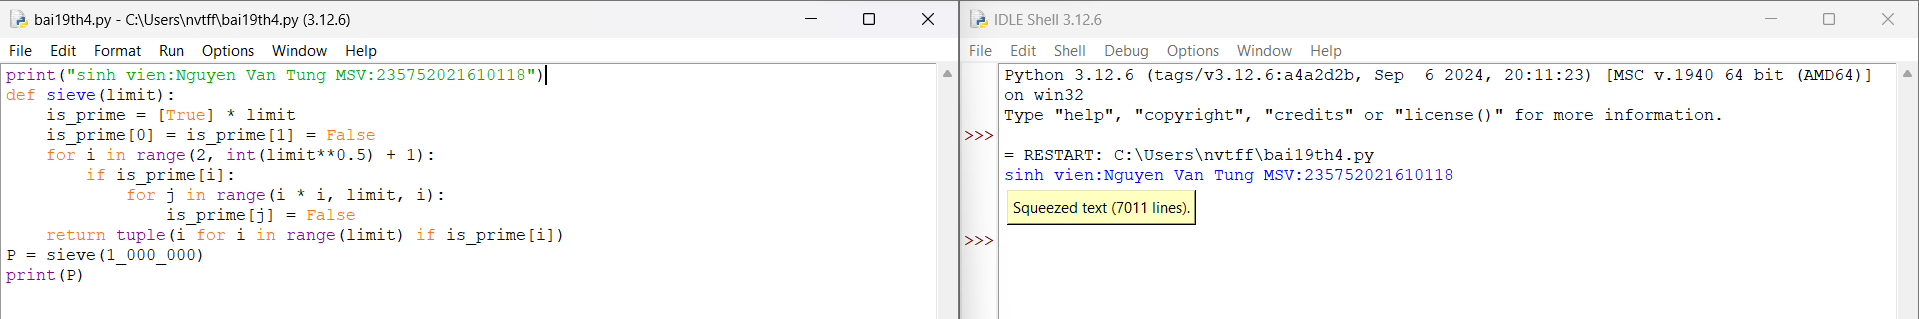 bai19th4.py - C:\Users\nvtff\bai19th4.py (3.12.6)
File Edit Format Run Options Window Help
print("sinh vien:Nguyen Van Tung MSV:235752021610118")
def sieve(limit):
    is_prime = [True] * limit
    is_prime[0] = is_prime[1] = False
    for i in range(2, int(limit**0.5) + 1):
        if is_prime[i]:
            for j in range(i * i, limit, i):
                is_prime[j] = False
    return tuple(i for i in range(limit) if is_prime[i])
P = sieve(1_000_000)
print(P)
IDLE Shell 3.12.6
File Edit Shell Debug Options Window Help
Python 3.12.6 (tags/v3.12.6:a4a2d2b, Sep  6 2024, 20:11:23) [MSC v.1940 64 bit (AMD64)]
on win32
Type "help", "copyright", "credits" or "license()" for more information.
>>>
= RESTART: C:\Users\nvtff\bai19th4.py
sinh vien:Nguyen Van Tung MSV:235752021610118
Squeezed text (7011 lines).
>>>